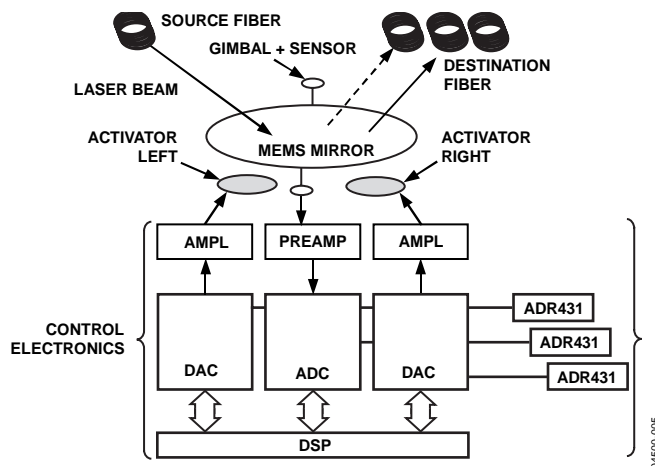 SOURCE FIBER
GIMBAL + SENSOR
DESTINATION
FIBER
LASER BEAM
MEMS MIRROR
ACTIVATOR
LEFT
ACTIVATOR
RIGHT
AMPL
PREAMP
AMPL
CONTROL
ELECTRONICS
DAC
ADC
DAC
ADR431
ADR431
ADR431
DSP